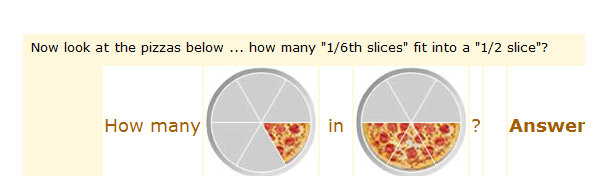 Now look at the pizzas below ... how many "1/6th slices" fit into a "1/2 slice"?
How many in ? Answer